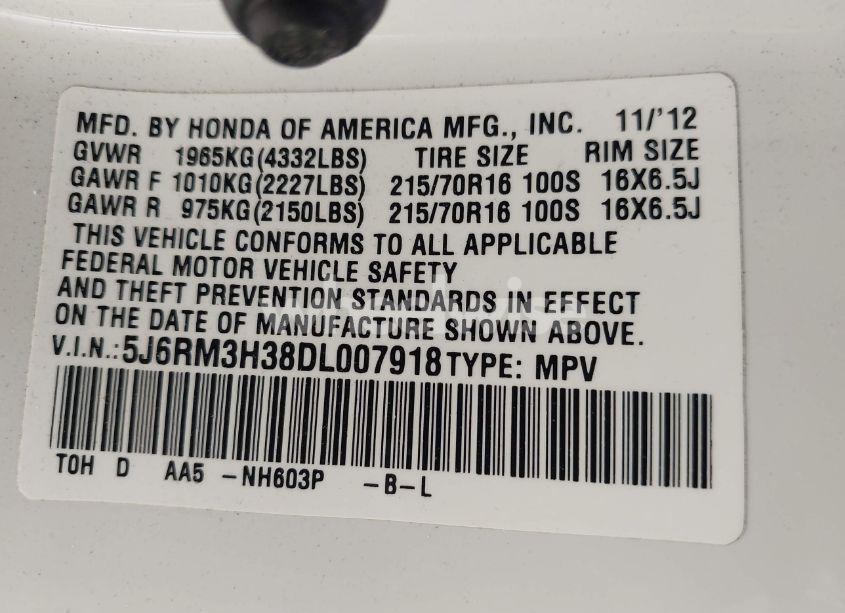 MFD. BY HONDA OF AMERICA MFG., INC. 11/'12
GVWR 1965KG(4332LBS) TIRE SIZE RIM SIZE
GAWR F 1010KG(2227LBS) 215/70R16 100S 16X6.5J
GAWR R 975KG(2150LBS) 215/70R16 100S 16X6.5J
THIS VEHICLE CONFORMS TO ALL APPLICABLE
FEDERAL MOTOR VEHICLE SAFETY
AND THEFT PREVENTION STANDARDS IN EFFECT
ON THE DATE OF MANUFACTURE SHOWN ABOVE.
V.I.N.:5J6RM3H38DL007918 TYPE: MPV
TOH D AA5 -NH603P -B-L